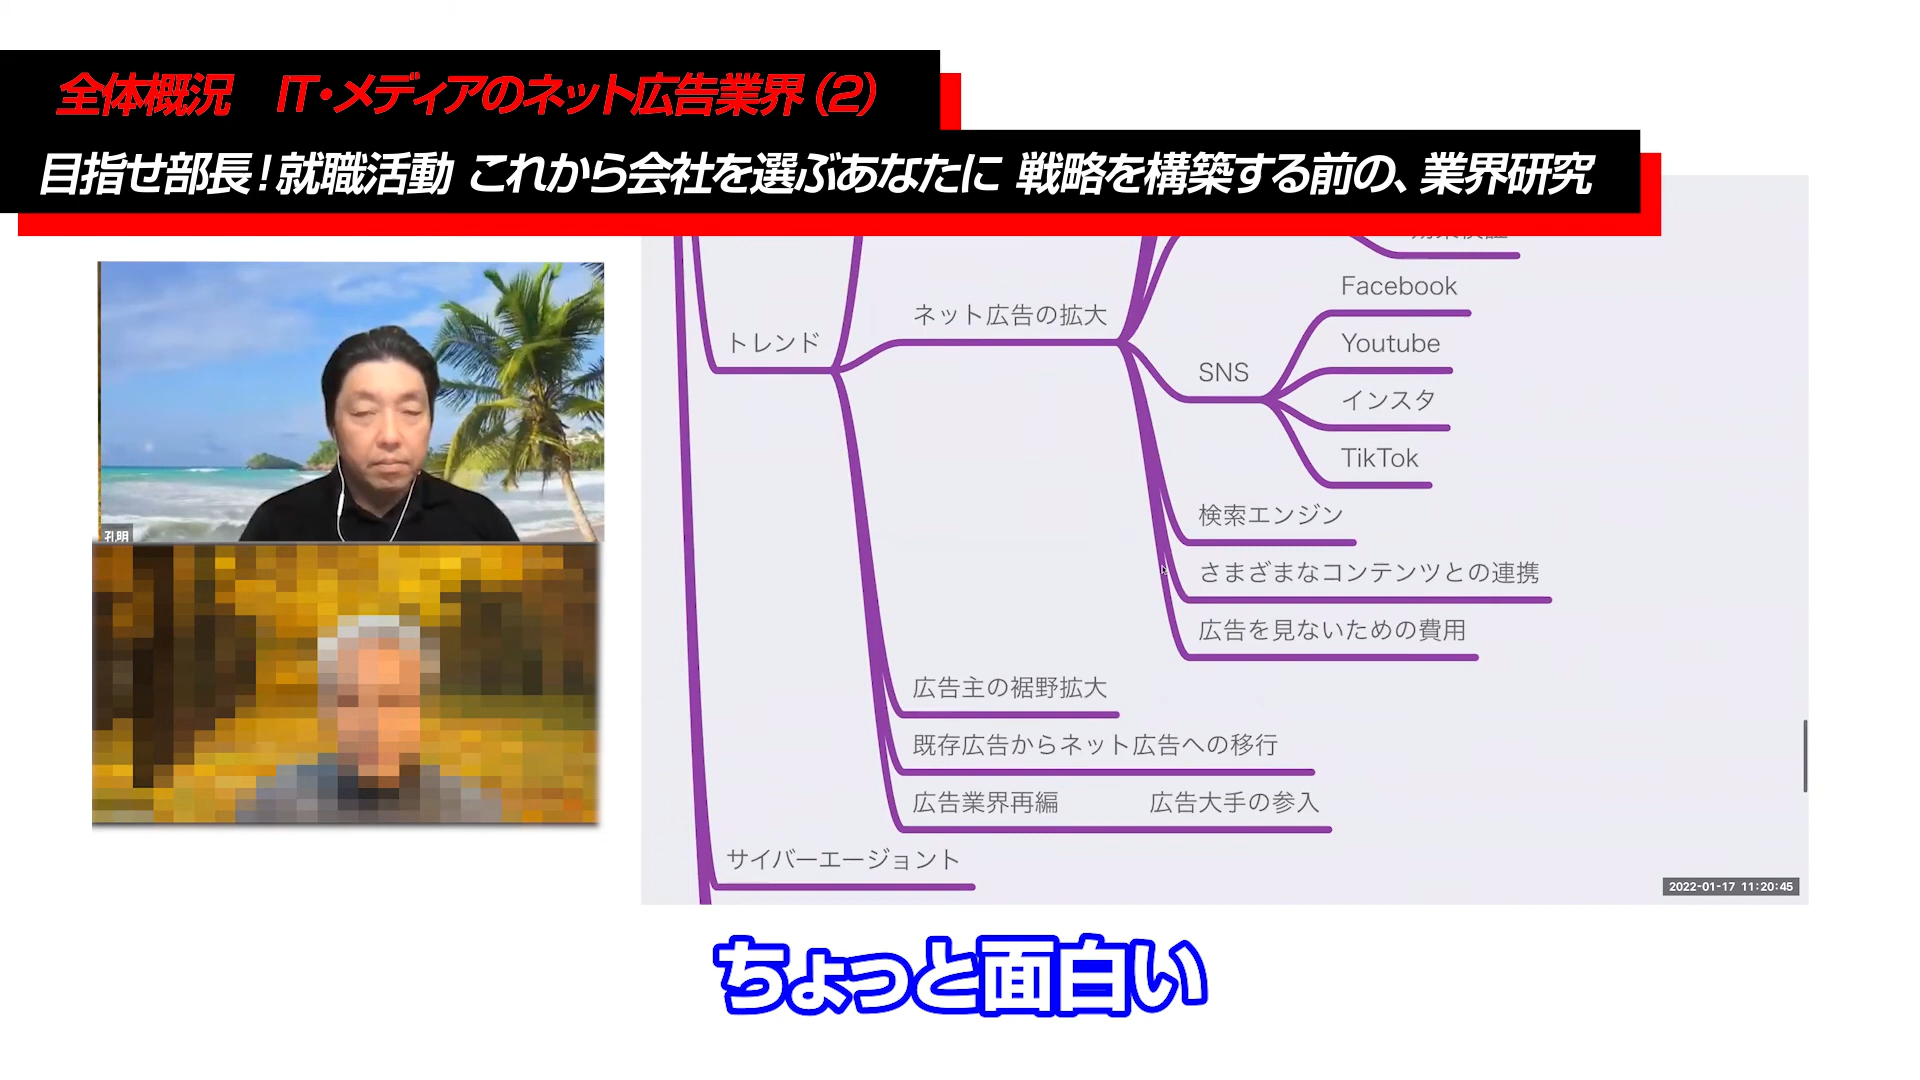 全体概況 IT・メディアのネット広告業界（2）
目指せ部長！就職活動 これから会社を選ぶあなたに 戦略を構築する前の、業界研究
Facebook
ネット広告の拡大
トレンド
Youtube
SNS
インスタ
TikTok
検索エンジン
孔明
さまざまなコンテンツとの連携
広告を見ないための費用
広告主の裾野拡大
既存広告からネット広告への移行
広告業界再編 広告大手の参入
サイバーエージョント
2022-01-17 11:20:45
ちょっと面白い